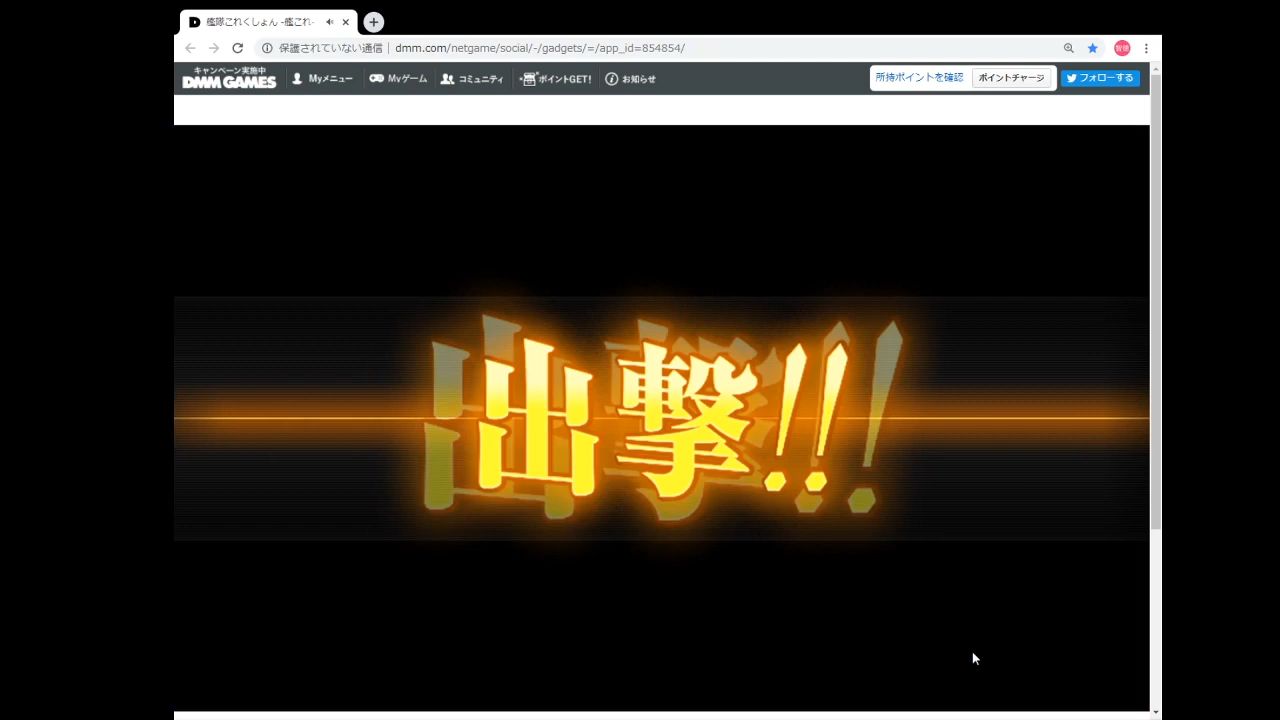 艦隊これくしょん -艦これ-
保護されていない通信 | dmm.com/netgame/social/-/gadgets/=/app_id=854854/
智修
キャンペーン実施中
DMM GAMES
Myメニュー
Myゲーム
コミュニティ
ポイントGET!
お知らせ
所持ポイントを確認
ポイントチャージ
フォローする
出撃!!